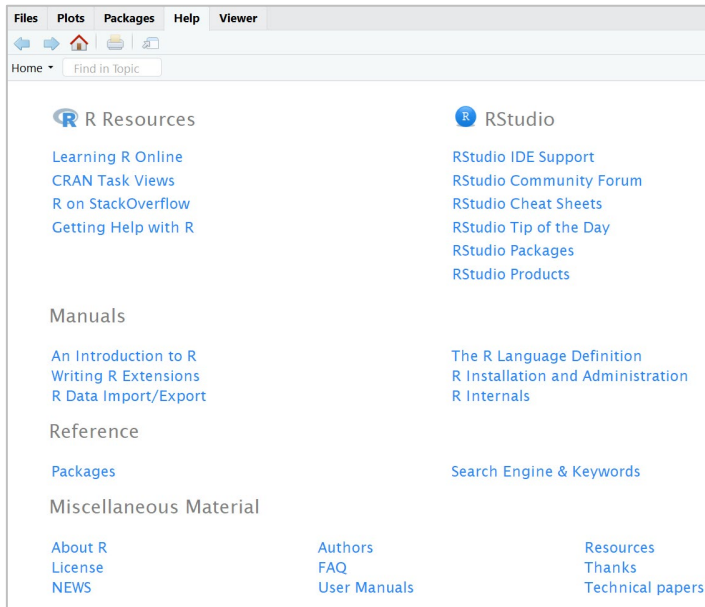 Files Plots Packages Help Viewer
Home Find in Topic
R R Resources
Learning R Online
CRAN Task Views
R on StackOverflow
Getting Help with R
R RStudio
RStudio IDE Support
RStudio Community Forum
RStudio Cheat Sheets
RStudio Tip of the Day
RStudio Packages
RStudio Products
Manuals
An Introduction to R
Writing R Extensions
R Data Import/Export
The R Language Definition
R Installation and Administration
R Internals
Reference
Packages
Search Engine & Keywords
Miscellaneous Material
About R
License
NEWS
Authors
FAQ
User Manuals
Resources
Thanks
Technical papers